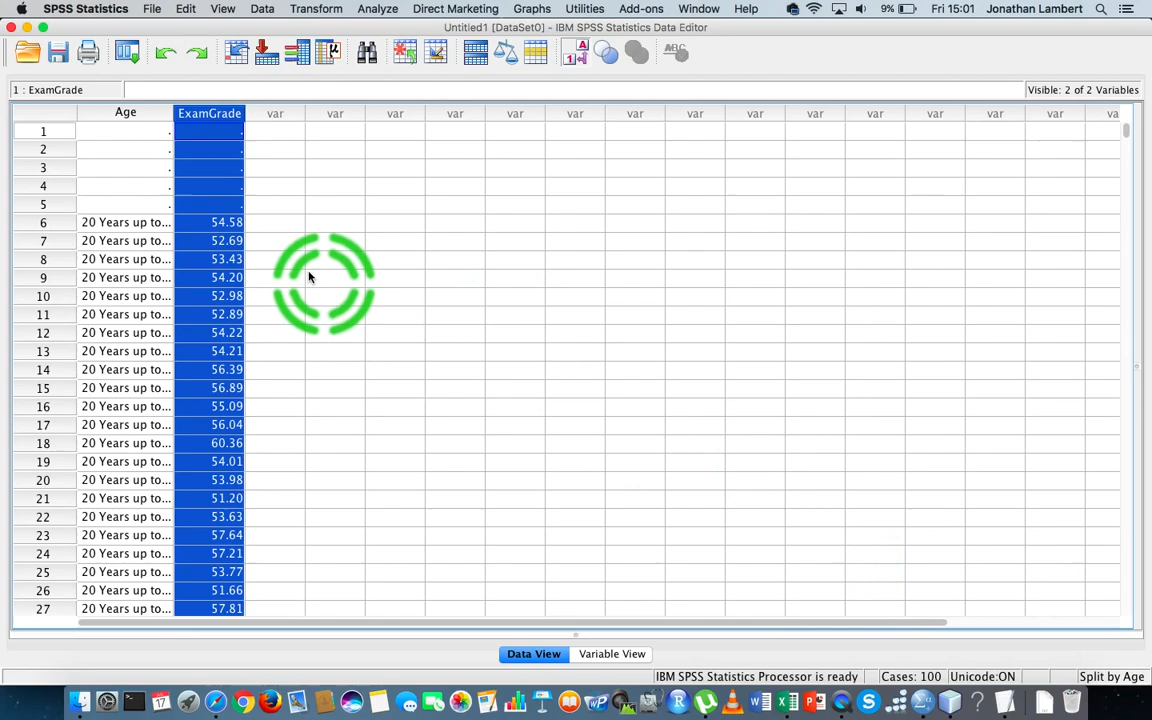 SPSS Statistics File Edit View Data Transform Analyze Direct Marketing Graphs Utilities Add-ons Window Help 9% Fri 15:01 Jonathan Lambert
Untitled1 [DataSet0] - IBM SPSS Statistics Data Editor
1 : ExamGrade Visible: 2 of 2 Variables
Age ExamGrade var var var var var var var var var var var var var var va
1 . .
2 . .
3 . .
4 . .
5 . .
6 20 Years up to... 54.58
7 20 Years up to... 52.69
8 20 Years up to... 53.43
9 20 Years up to... 54.20
10 20 Years up to... 52.98
11 20 Years up to... 52.89
12 20 Years up to... 54.22
13 20 Years up to... 54.21
14 20 Years up to... 56.39
15 20 Years up to... 56.89
16 20 Years up to... 55.09
17 20 Years up to... 56.04
18 20 Years up to... 60.36
19 20 Years up to... 54.01
20 20 Years up to... 53.98
21 20 Years up to... 51.20
22 20 Years up to... 53.63
23 20 Years up to... 57.64
24 20 Years up to... 57.21
25 20 Years up to... 53.77
26 20 Years up to... 51.66
27 20 Years up to... 57.81
Data View Variable View
IBM SPSS Statistics Processor is ready Cases: 100 Unicode:ON Split by Age